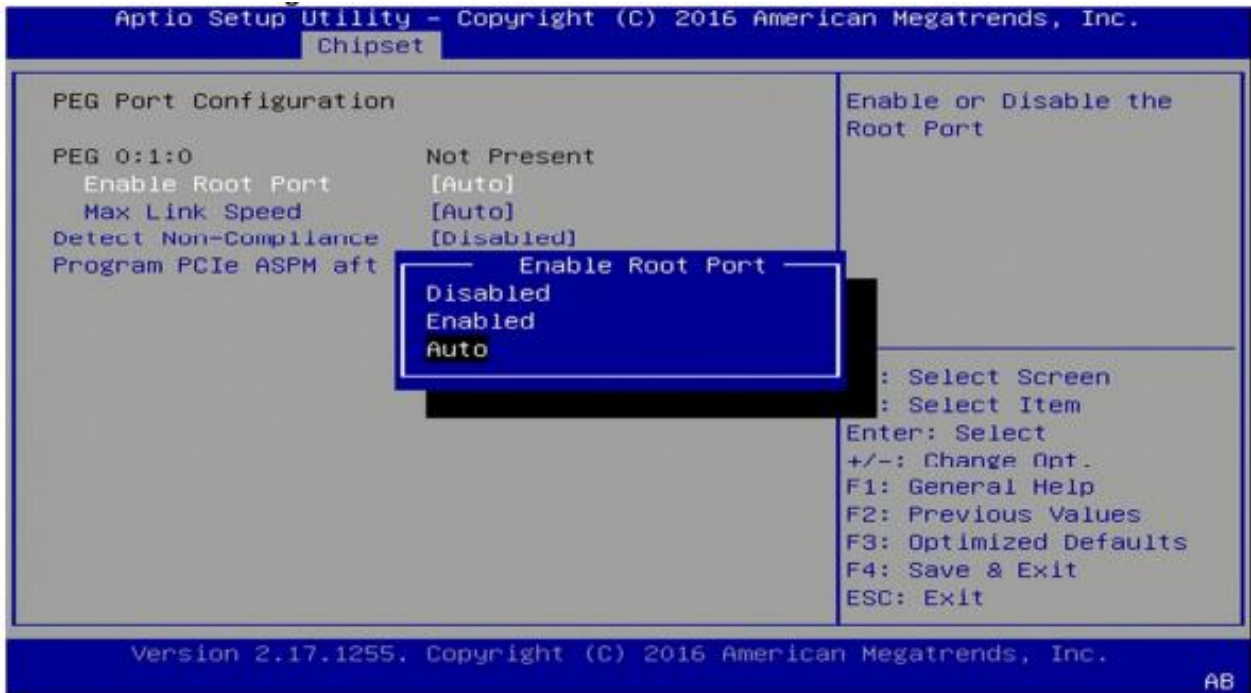 Aptio Setup Utility – Copyright (C) 2016 American Megatrends, Inc.
Chipset
PEG Port Configuration
PEG 0:1:0 Not Present
Enable Root Port [Auto]
Max Link Speed [Auto]
Detect Non-Compliance [Disabled]
Program PCIe ASPM aft
Enable Root Port
Disabled
Enabled
Auto
Enable or Disable the
Root Port
: Select Screen
: Select Item
Enter: Select
+/-: Change Opt.
F1: General Help
F2: Previous Values
F3: Optimized Defaults
F4: Save & Exit
ESC: Exit
Version 2.17.1255. Copyright (C) 2016 American Megatrends, Inc.
AB